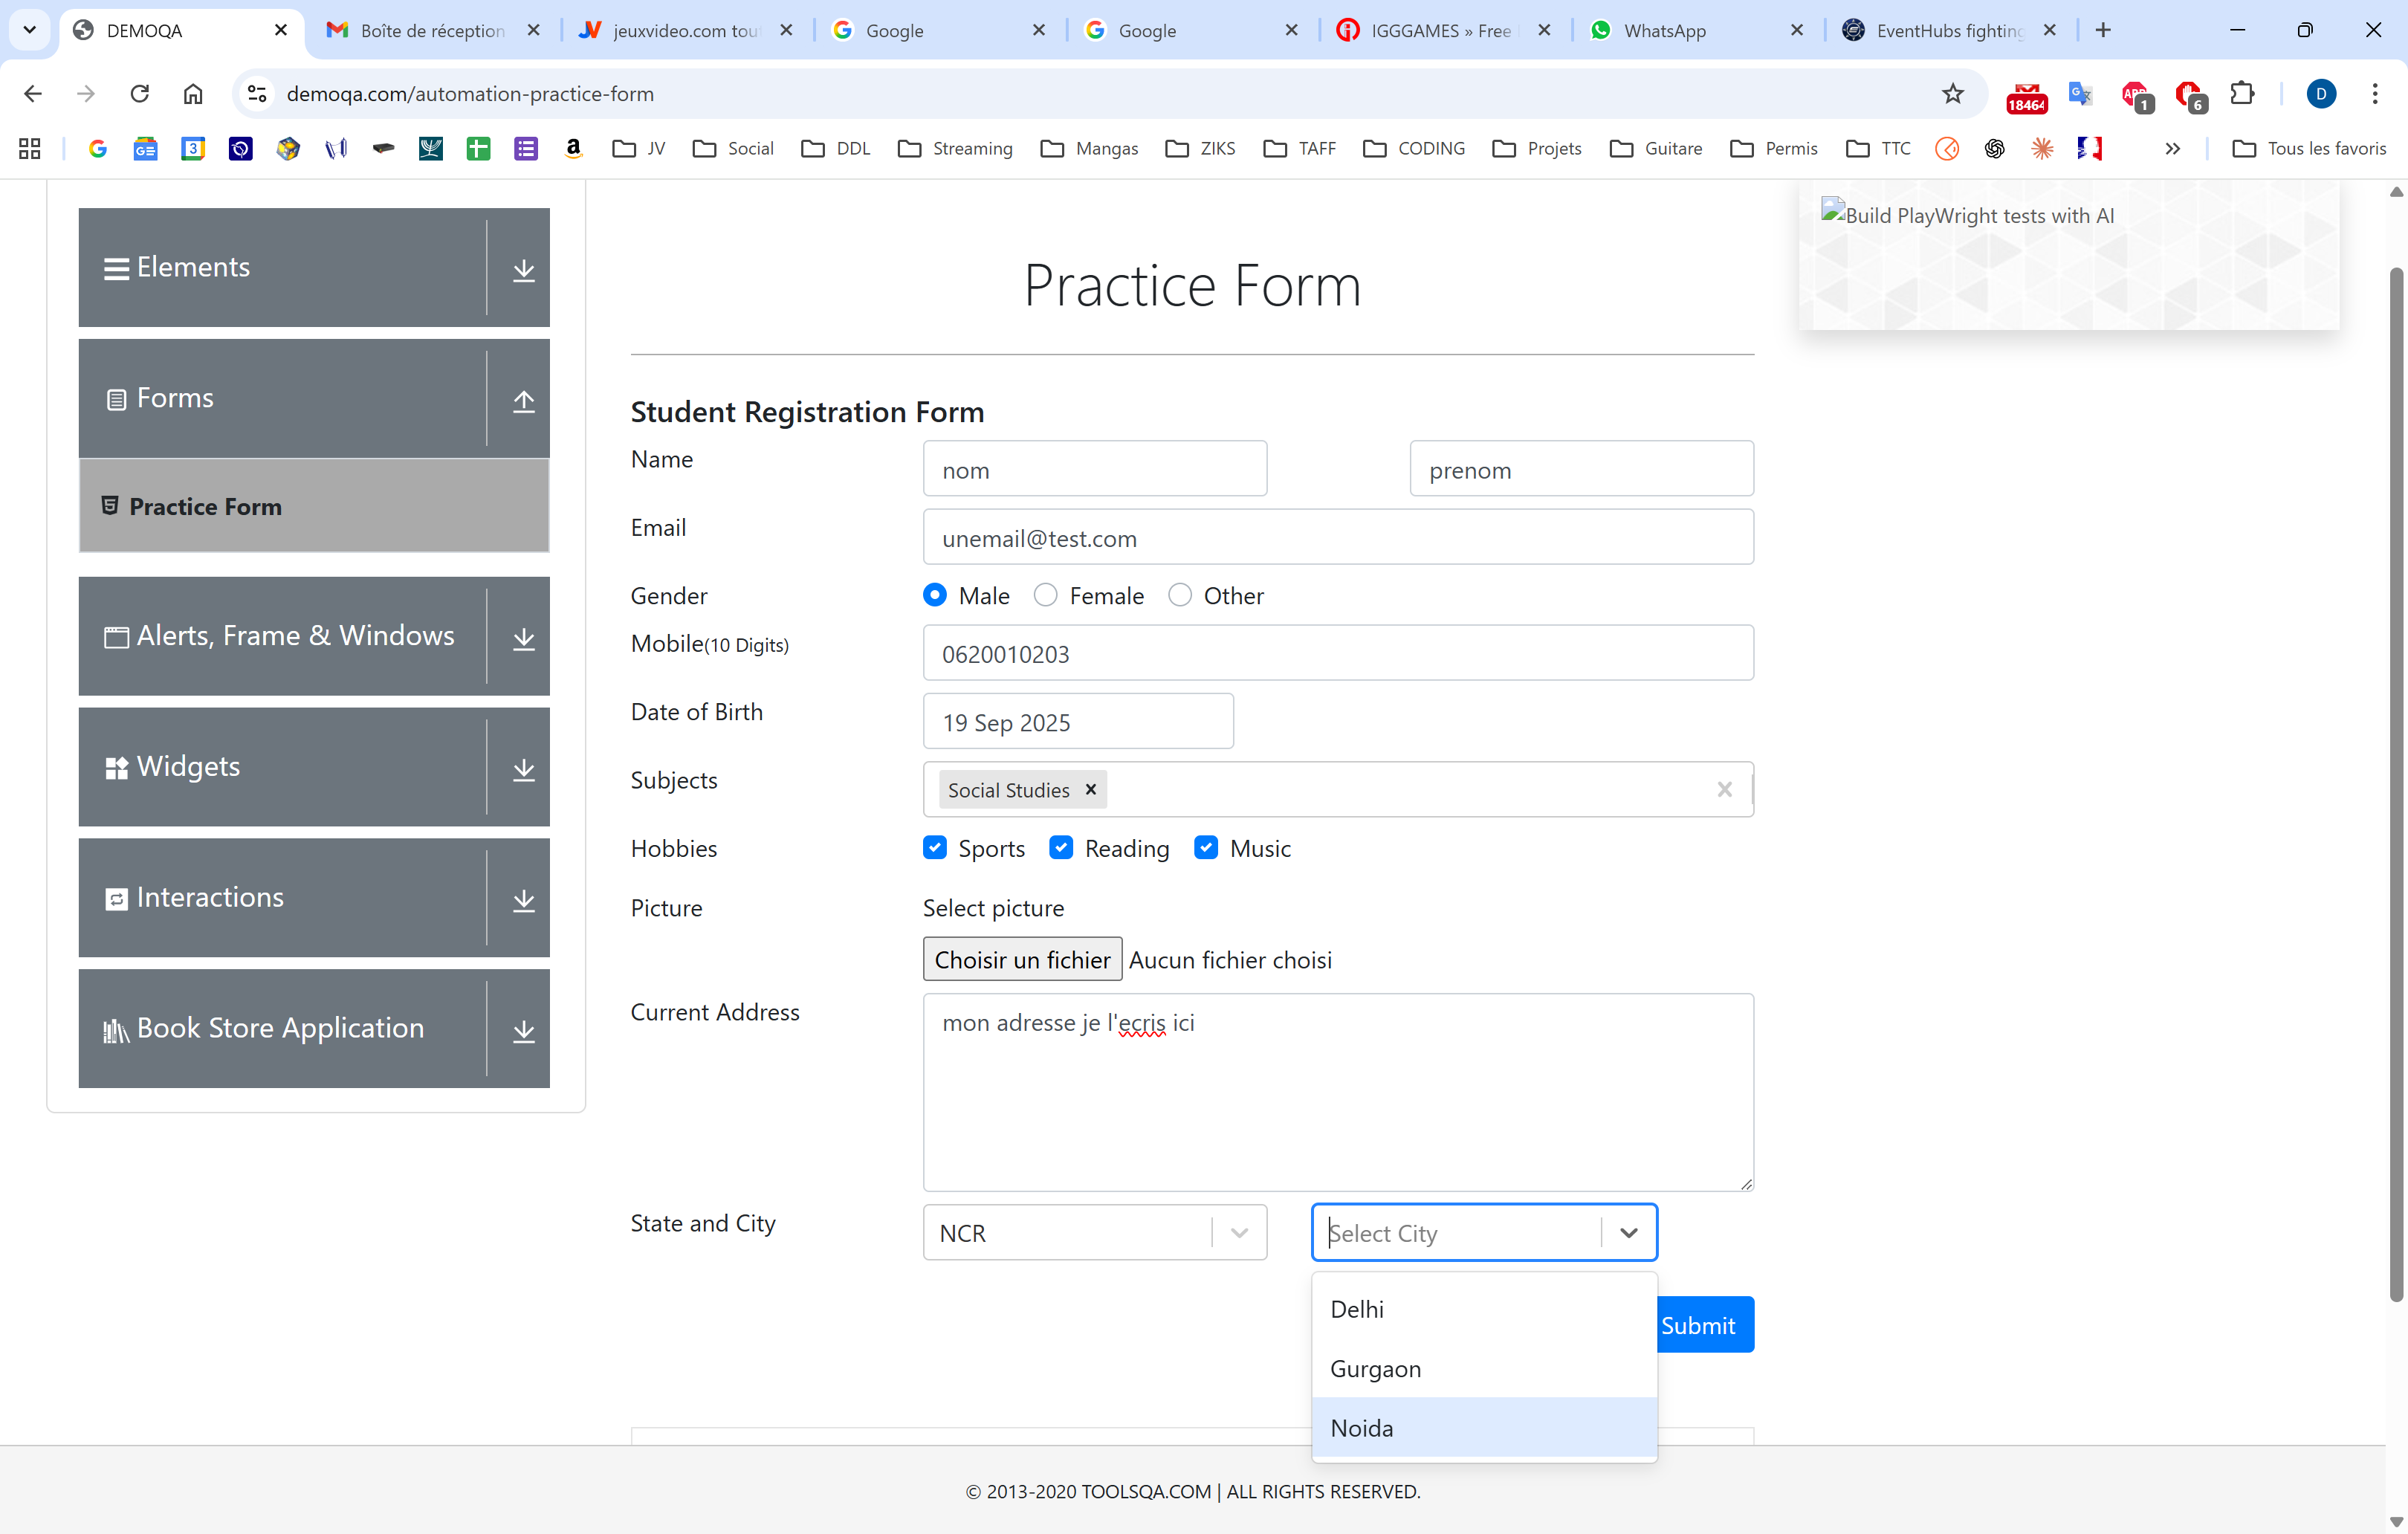 DEMOQA
Boîte de réception
jeuxvideo.com tout
Google
Google
IGGGAMES » Free
WhatsApp
EventHubs fighting
demoqa.com/automation-practice-form
18464
1
6
D
JV
Social
DDL
Streaming
Mangas
ZIKS
TAFF
CODING
Projets
Guitare
Permis
TTC
Tous les favoris
Elements
Forms
Practice Form
Alerts, Frame & Windows
Widgets
Interactions
Book Store Application
Build PlayWright tests with AI
Practice Form
Student Registration Form
Name nom prenom
Email unemail@test.com
Gender Male Female Other
Mobile(10 Digits) 0620010203
Date of Birth 19 Sep 2025
Subjects Social Studies
Hobbies Sports Reading Music
Picture Select picture
Choisir un fichier Aucun fichier choisi
Current Address mon adresse je l'ecris ici
State and City NCR Select City
Delhi
Submit
Gurgaon
Noida
© 2013-2020 TOOLSQA.COM | ALL RIGHTS RESERVED.